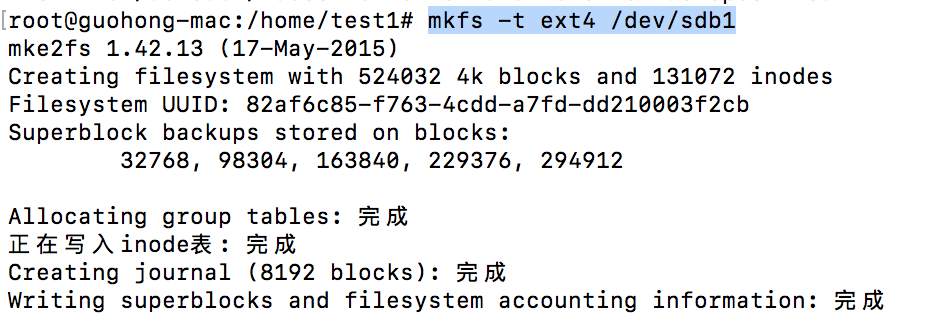 [root@guohong-mac:/home/test1# mkfs -t ext4 /dev/sdb1
mke2fs 1.42.13 (17-May-2015)
Creating filesystem with 524032 4k blocks and 131072 inodes
Filesystem UUID: 82af6c85-f763-4cdd-a7fd-dd210003f2cb
Superblock backups stored on blocks:
32768, 98304, 163840, 229376, 294912
Allocating group tables: 完成
正在写入inode表: 完成
Creating journal (8192 blocks): 完成
Writing superblocks and filesystem accounting information: 完成